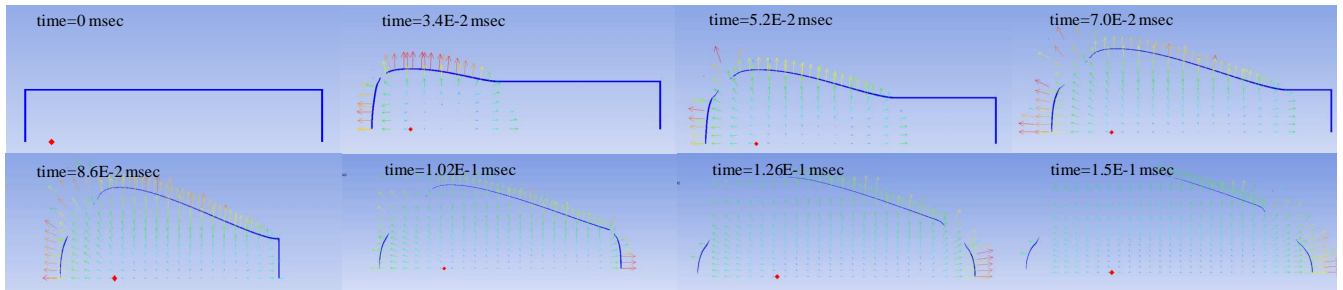 time=0 msec
time=3.4E-2 msec
time=5.2E-2 msec
time=7.0E-2 msec
time=8.6E-2 msec
time=1.02E-1 msec
time=1.26E-1 msec
time=1.5E-1 msec